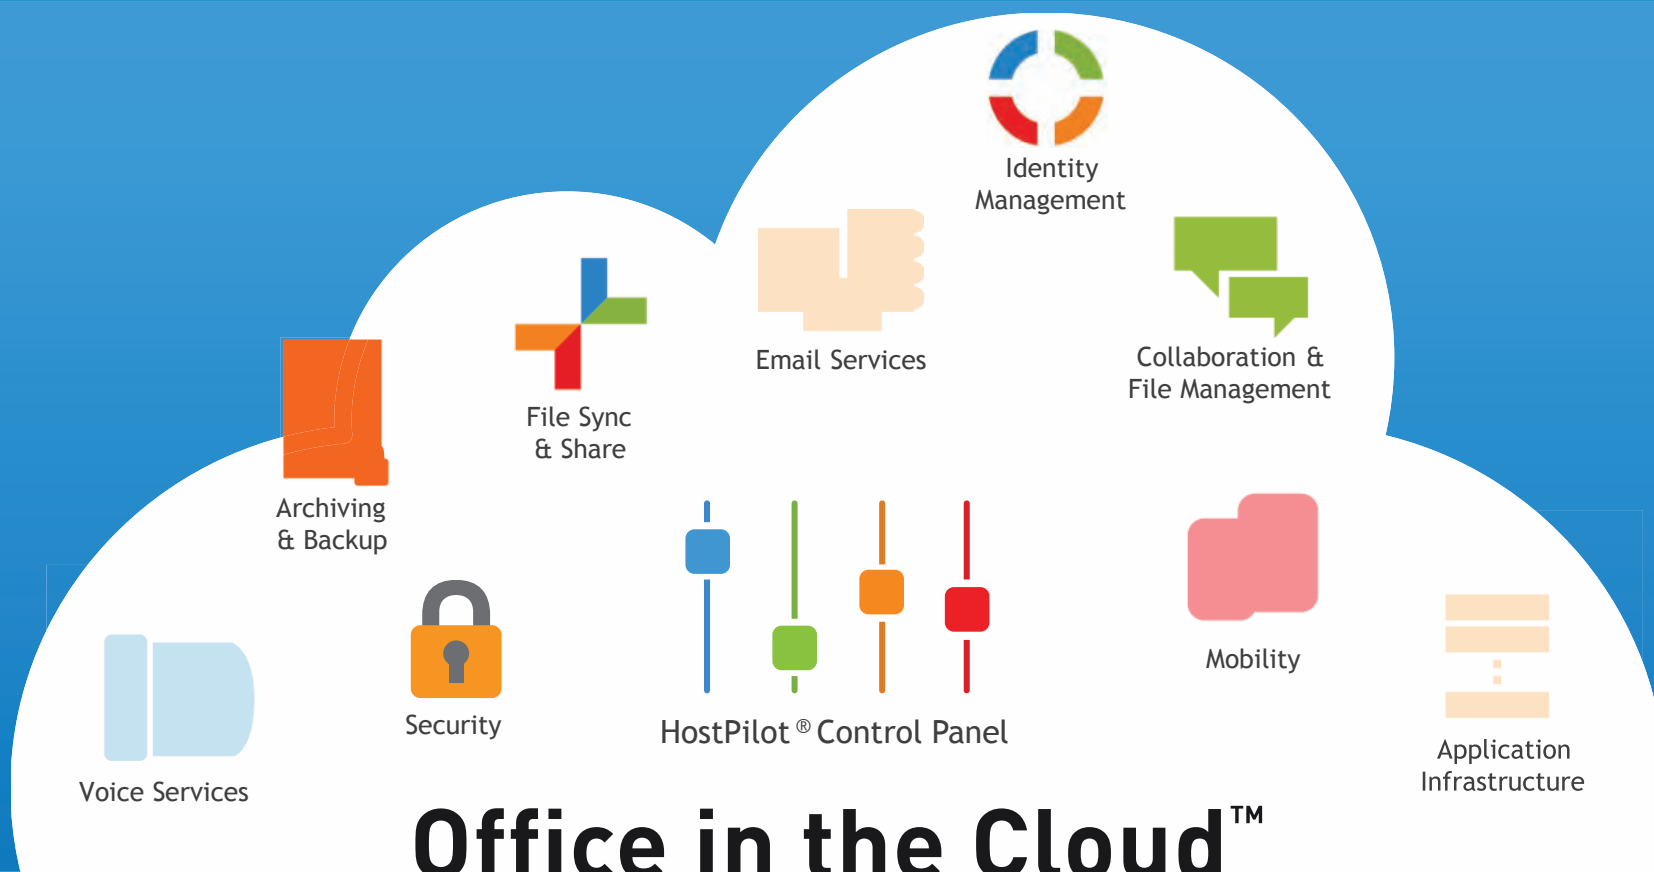 Identity
Management
Email Services
Collaboration &
File Management
File Sync
& Share
Archiving
& Backup
Mobility
Security
HostPilot® Control Panel
Voice Services
Application
Infrastructure
Office in the Cloud™